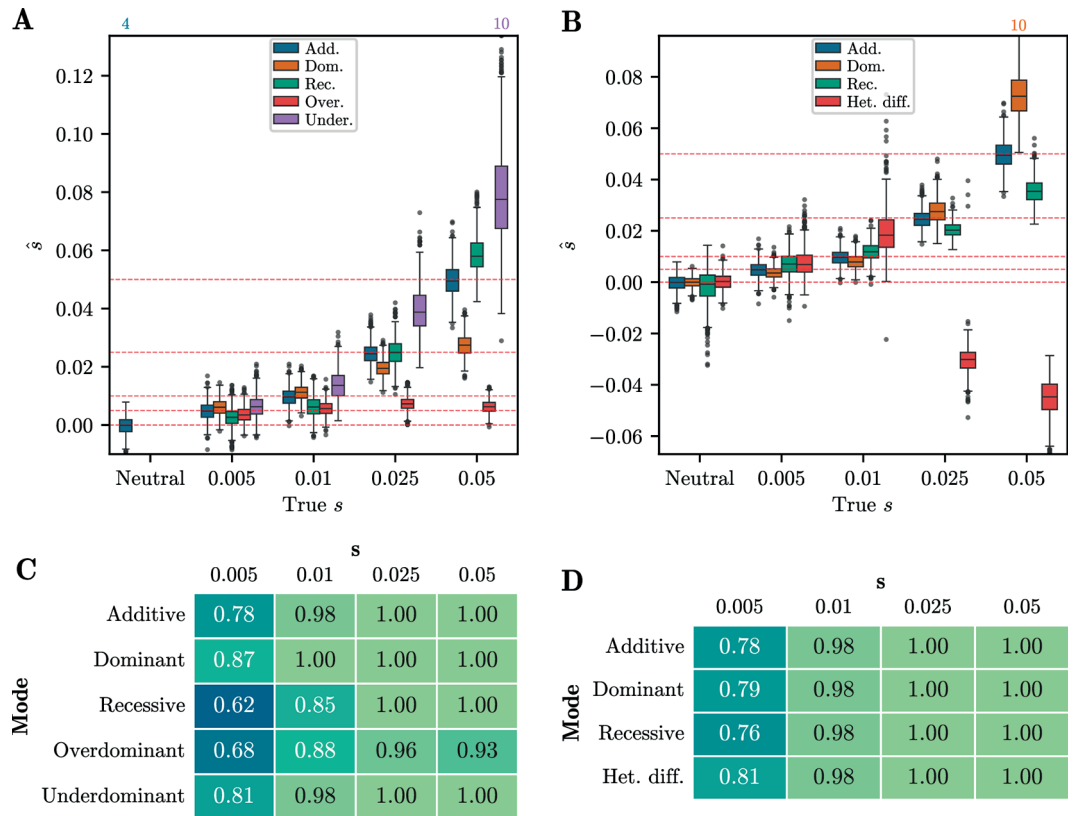 A
4
10
Add.
Dom.
Rec.
Over.
Under.
0.12
0.10
0.08
0.06
0.04
0.02
0.00
ŝ
Neutral
0.005
0.01
0.025
0.05
True s
B
10
Add.
Dom.
Rec.
Het. diff.
0.08
0.06
0.04
0.02
0.00
−0.02
−0.04
−0.06
ŝ
Neutral
0.005
0.01
0.025
0.05
True s
C
s
0.005 0.01 0.025 0.05
Mode
Additive 0.78 0.98 1.00 1.00
Dominant 0.87 1.00 1.00 1.00
Recessive 0.62 0.85 1.00 1.00
Overdominant 0.68 0.88 0.96 0.93
Underdominant 0.81 0.98 1.00 1.00
D
s
0.005 0.01 0.025 0.05
Mode
Additive 0.78 0.98 1.00 1.00
Dominant 0.79 0.98 1.00 1.00
Recessive 0.76 0.98 1.00 1.00
Het. diff. 0.81 0.98 1.00 1.00